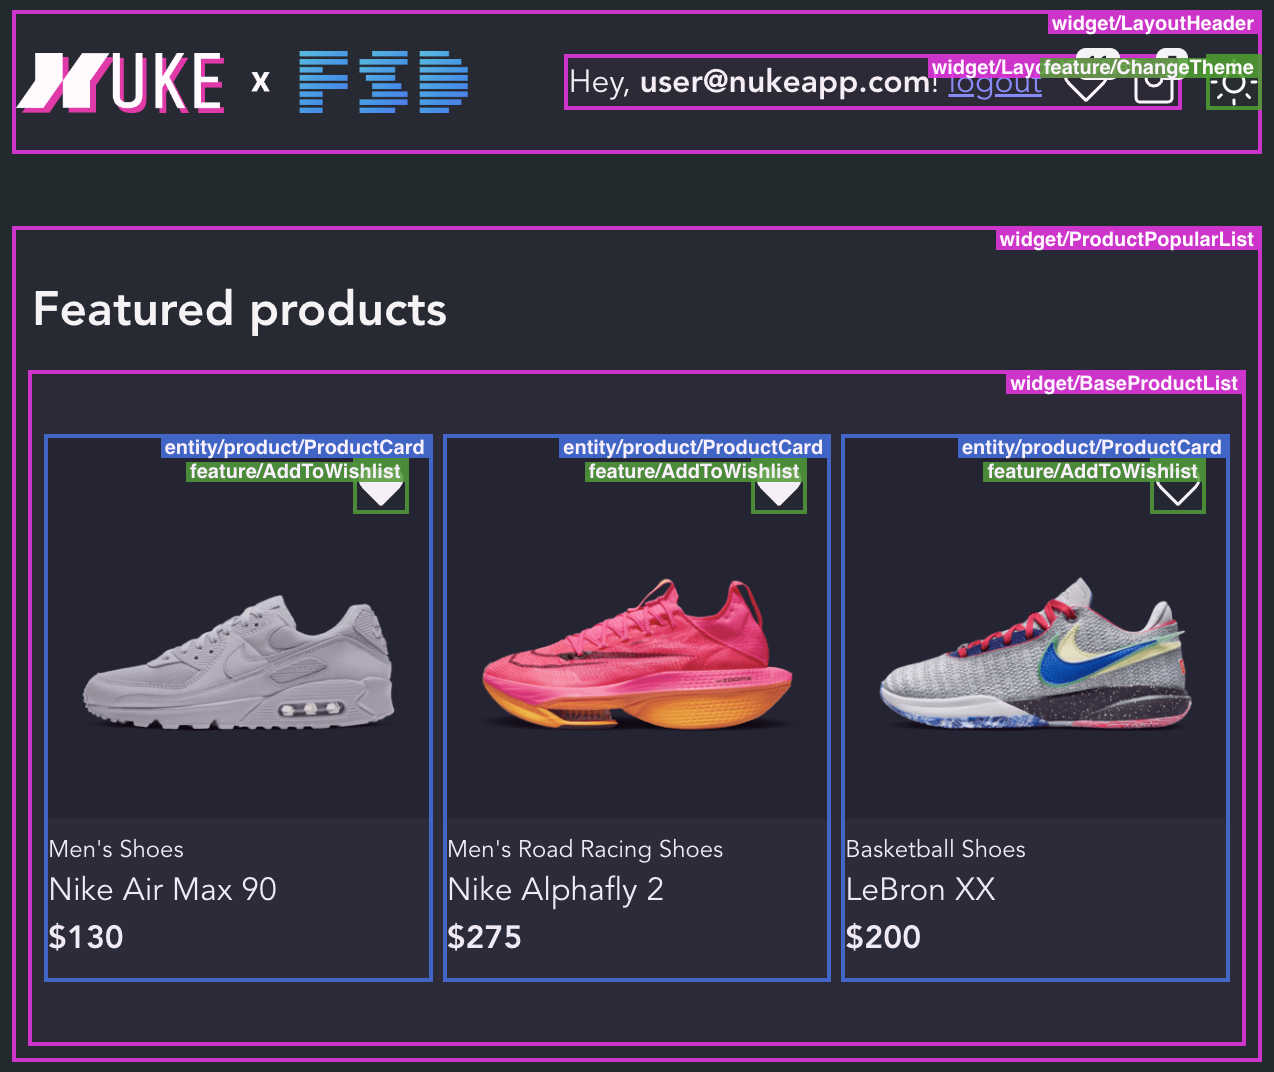 widget/LayoutHeader
NUKE x FSD
widget/Layo
feature/ChangeTheme
Hey, user@nukeapp.com! logout
widget/ProductPopularList
Featured products
widget/BaseProductList
entity/product/ProductCard entity/product/ProductCard entity/product/ProductCard
feature/AddToWishlist feature/AddToWishlist feature/AddToWishlist
Men's Shoes
Nike Air Max 90
$130
Men's Road Racing Shoes
Nike Alphafly 2
$275
Basketball Shoes
LeBron XX
$200